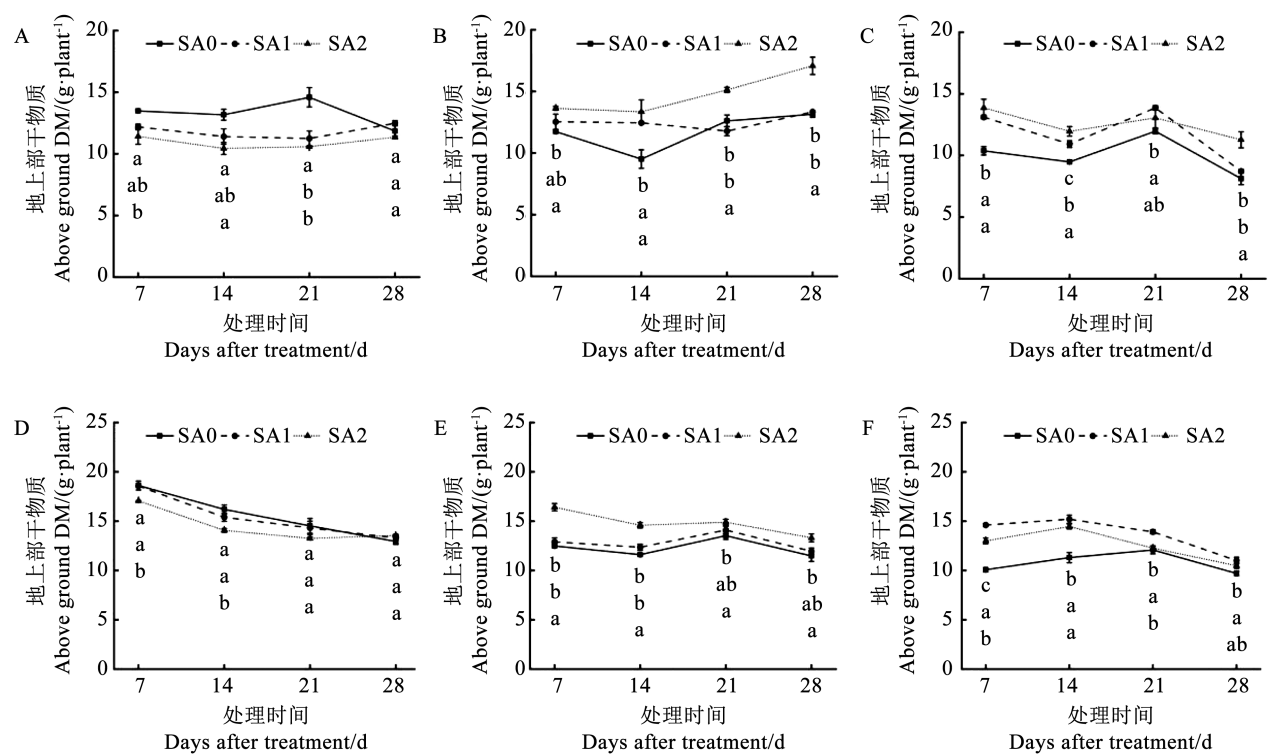 A
20
15
10
5
0
SA0 SA1 SA2
a a a a
ab ab b a
b a b a
7 14 21 28
处理时间
Days after treatment/d
地上部干物质
Above ground DM/(g·plant⁻¹)
B
20
15
10
5
0
SA0 SA1 SA2
b b b b
ab a b b
a a a a
7 14 21 28
处理时间
Days after treatment/d
地上部干物质
Above ground DM/(g·plant⁻¹)
C
20
15
10
5
0
SA0 SA1 SA2
b c b b
a b a b
a a ab a
7 14 21 28
处理时间
Days after treatment/d
地上部干物质
Above ground DM/(g·plant⁻¹)
D
25
20
15
10
5
0
SA0 SA1 SA2
a a a a
a a a a
b b a a
7 14 21 28
处理时间
Days after treatment/d
地上部干物质
Above ground DM/(g·plant⁻¹)
E
25
20
15
10
5
0
SA0 SA1 SA2
b b b b
b b ab ab
a a a a
7 14 21 28
处理时间
Days after treatment/d
地上部干物质
Above ground DM/(g·plant⁻¹)
F
25
20
15
10
5
0
SA0 SA1 SA2
c b b b
a a a a
b a b ab
7 14 21 28
处理时间
Days after treatment/d
地上部干物质
Above ground DM/(g·plant⁻¹)